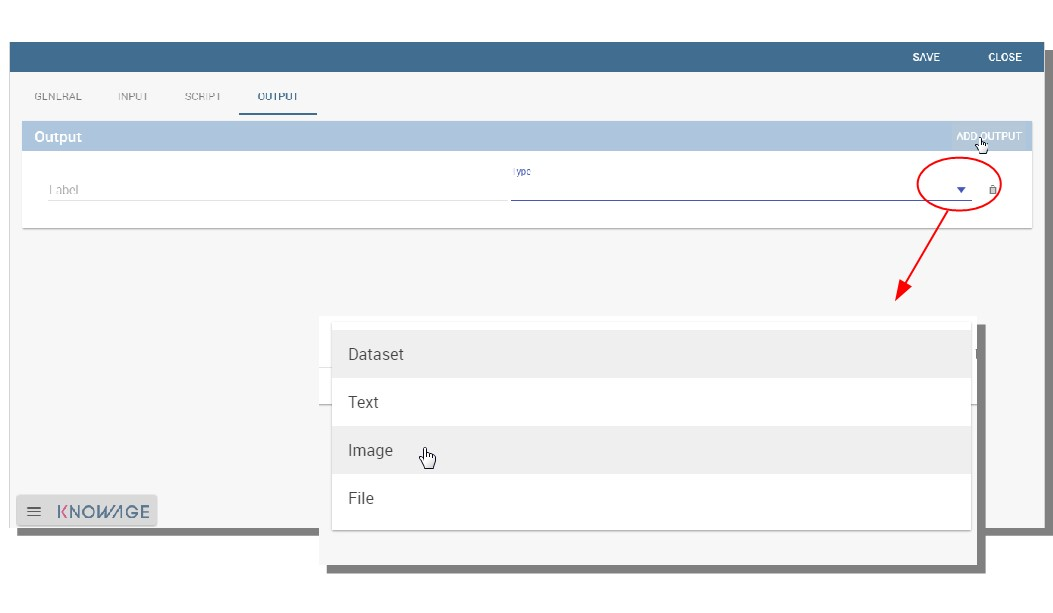 SAVE CLOSE
GENERAL INPUT SCRIPT OUTPUT
Output ADD OUTPUT
Type
Label
Dataset
Text
Image
File
KNOWAGE